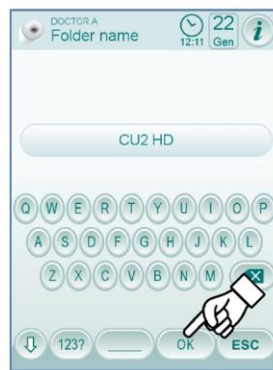 DOCTOR A
Folder name
12:11
22
Gen
i
CU2 HD
Q W E R T Y U I O P
A S D F G H J K L
Z X C V B N M
123? OK ESC